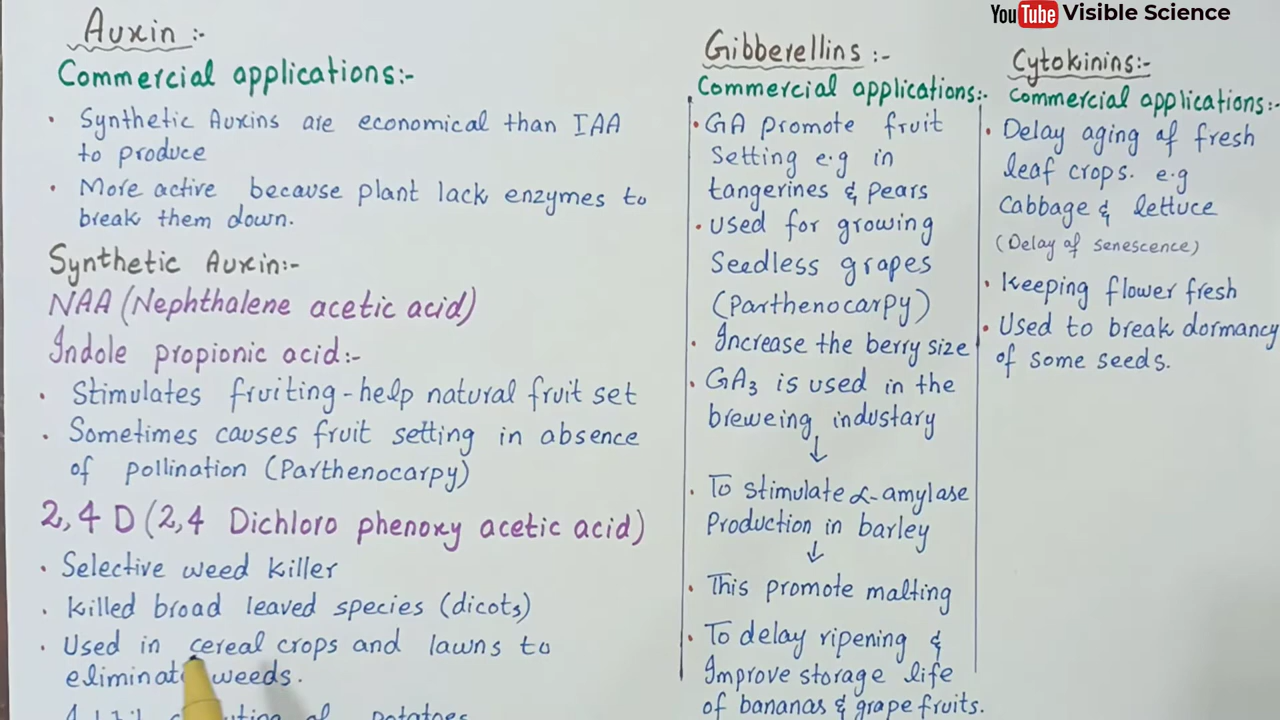 YouTube Visible Science
Auxin :-
Commercial applications:-
• Synthetic Auxins are economical than IAA
to produce
• More active because plant lack enzymes to
break them down.
Synthetic Auxin:-
NAA (Nephthalene acetic acid)
Indole propionic acid:-
• Stimulates fruiting - help natural fruit set
• Sometimes causes fruit setting in absence
of pollination (Parthenocarpy)
2,4 D (2,4 Dichloro phenoxy acetic acid)
• Selective weed killer
• Killed broad leaved species (dicots)
• Used in cereal crops and lawns to
eliminate weeds.
of potatoes
Gibberellins :-
Commercial applications:-
• GA promote fruit
Setting e.g in
tangerines & pears
• used for growing
Seedless grapes
(Parthenocarpy)
• Increase the berry size
• GA3 is used in the
breweing industary
↓
• To stimulate α-amylase
Production in barley
↓
• This promote malting
• To delay ripening &
Improve storage life
of bananas & grape fruits.
Cytokinins:-
Commercial applications:-
• Delay aging of fresh
leaf crops. e.g
Cabbage & lettuce
(Delay of senescence)
• Keeping flower fresh
• Used to break dormancy
of some seeds.